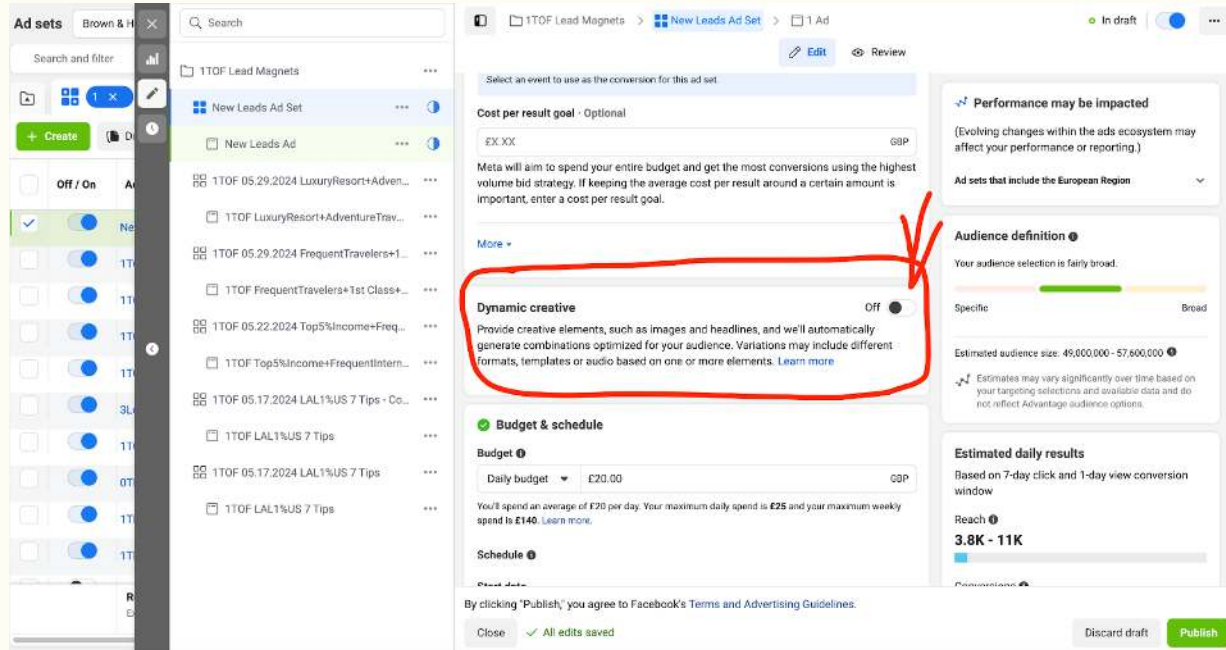 Ad sets
Brown & H
Search and filter
1
Create
Off / On
Ne
1T
11T
1T
1T
3L
1T
0T
1T
1T
R
Search
1TOF Lead Magnets
New Leads Ad Set
New Leads Ad
1TOF 05.29.2024 LuxuryResort+Adven...
1TOF LuxuryResort+AdventureTrav...
1TOF 05.29.2024 FrequentTravelers+1...
1TOF FrequentTravelers+1st Class+...
1TOF 05.22.2024 Top5%Income+Freq...
1TOF Top5%Income+FrequentIntern...
1TOF 05.17.2024 LAL1%US 7 Tips - Co...
1TOF LAL1%US 7 Tips
1TOF 05.17.2024 LAL1%US 7 Tips
1TOF LAL1%US 7 Tips
1TOF Lead Magnets > New Leads Ad Set > 1 Ad
In draft
Edit
Review
Select an event to use as the conversion for this ad set.
Cost per result goal · Optional
£X.XX
GBP
Meta will aim to spend your entire budget and get the most conversions using the highest
volume bid strategy. If keeping the average cost per result around a certain amount is
important, enter a cost per result goal.
More
Dynamic creative
Off
Provide creative elements, such as images and headlines, and we'll automatically
generate combinations optimized for your audience. Variations may include different
formats, templates or audio based on one or more elements. Learn more
Budget & schedule
Budget
Daily budget
£20.00
GBP
You'll spend an average of £20 per day. Your maximum daily spend is £25 and your maximum weekly
spend is £140. Learn more.
Schedule
Start date
By clicking "Publish," you agree to Facebook's Terms and Advertising Guidelines.
Close
All edits saved
Discard draft
Publish
Performance may be impacted
(Evolving changes within the ads ecosystem may
affect your performance or reporting.)
Ad sets that include the European Region
Audience definition
Your audience selection is fairly broad.
Specific
Broad
Estimated audience size: 49,000,000 - 57,600,000
Estimates may vary significantly over time based on
your targeting selections and available data and do
not reflect Advantage audience options.
Estimated daily results
Based on 7-day click and 1-day view conversion
window
Reach
3.8K - 11K
Conversions